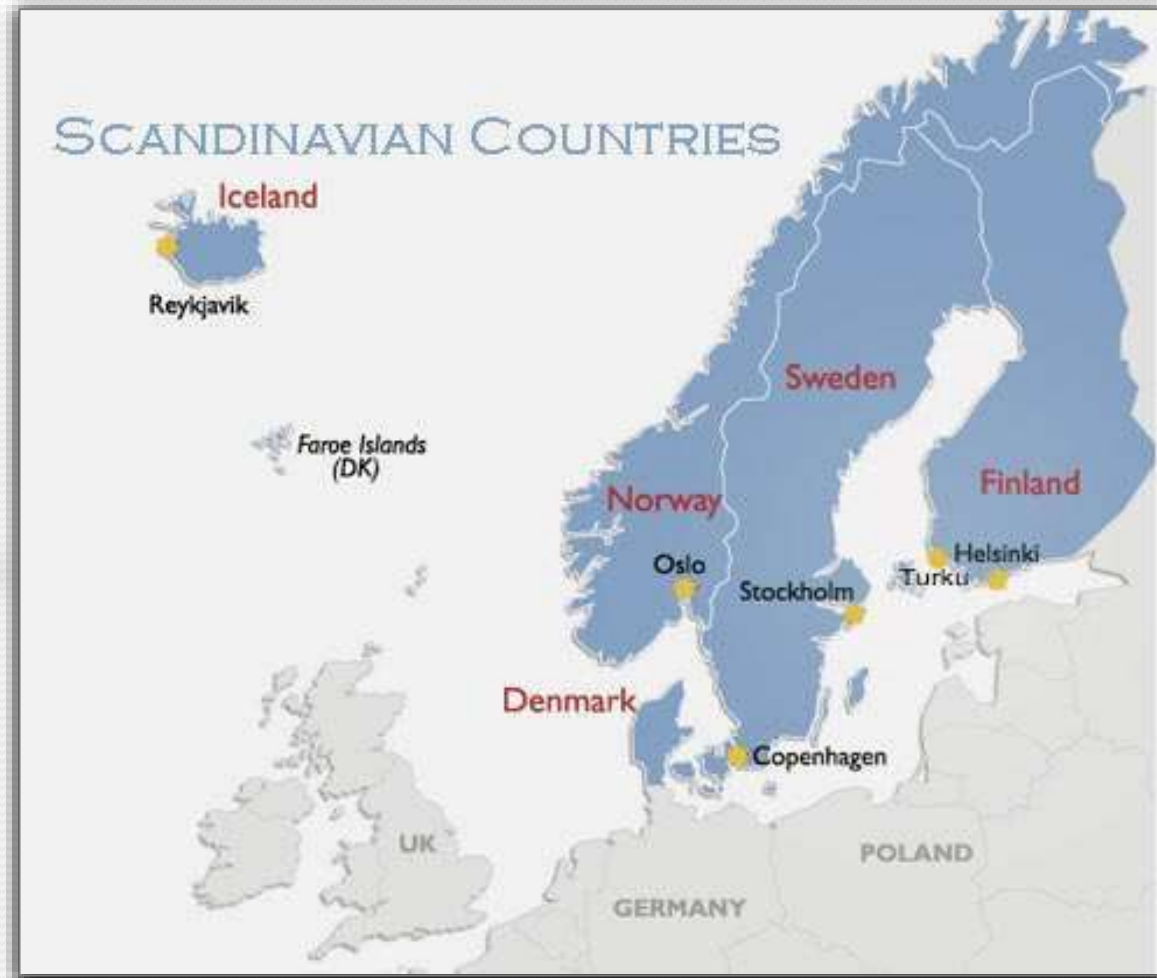 SCANDINAVIAN COUNTRIES
Iceland
Reykjavik
Sweden
Faroe Islands
(DK)
Norway
Finland
Oslo
Helsinki
Turku
Stockholm
Denmark
Copenhagen
UK
POLAND
GERMANY